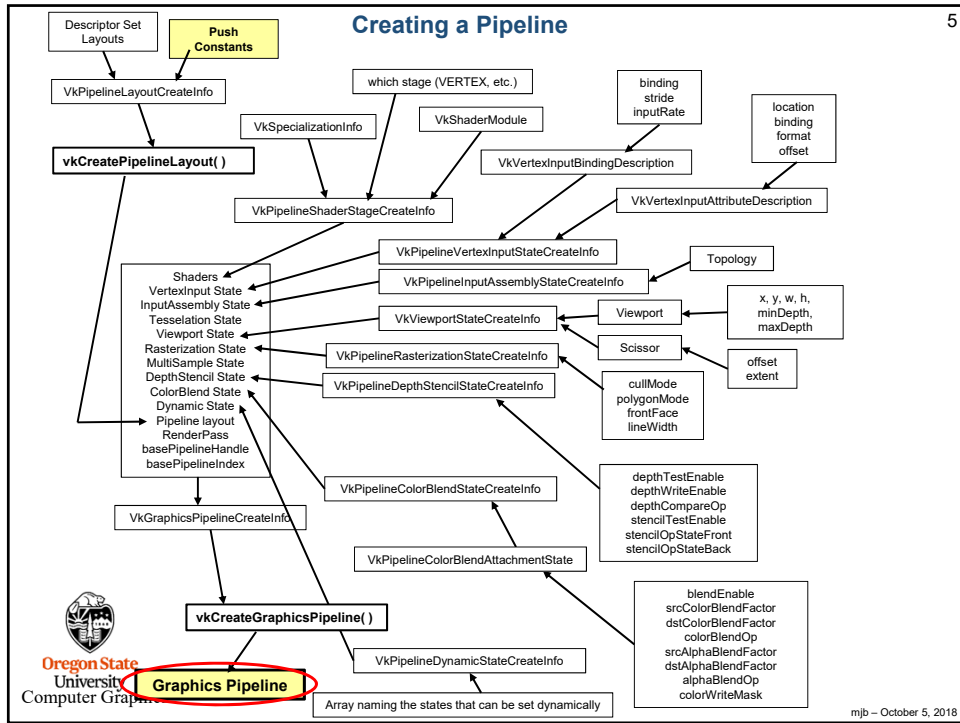 Creating a Pipeline
5
Descriptor Set
Layouts
Push
Constants
VkPipelineLayoutCreateInfo
which stage (VERTEX, etc.)
binding
stride
inputRate
location
binding
format
offset
VkSpecializationInfo
VkShaderModule
vkCreatePipelineLayout( )
VkVertexInputBindingDescription
VkPipelineShaderStageCreateInfo
VkVertexInputAttributeDescription
VkPipelineVertexInputStateCreateInfo
VkPipelineInputAssemblyStateCreateInfo
Topology
Shaders
VertexInput State
InputAssembly State
Tesselation State
Viewport State
Rasterization State
MultiSample State
DepthStencil State
ColorBlend State
Dynamic State
Pipeline layout
RenderPass
basePipelineHandle
basePipelineIndex
VkViewportStateCreateInfo
Viewport
x, y, w, h,
minDepth,
maxDepth
Scissor
offset
extent
VkPipelineRasterizationStateCreateInfo
cullMode
polygonMode
frontFace
lineWidth
VkPipelineDepthStencilStateCreateInfo
depthTestEnable
depthWriteEnable
depthCompareOp
stencilTestEnable
stencilOpStateFront
stencilOpStateBack
VkPipelineColorBlendStateCreateInfo
VkGraphicsPipelineCreateInfo
VkPipelineColorBlendAttachmentState
blendEnable
srcColorBlendFactor
dstColorBlendFactor
colorBlendOp
srcAlphaBlendFactor
dstAlphaBlendFactor
alphaBlendOp
colorWriteMask
vkCreateGraphicsPipeline( )
VkPipelineDynamicStateCreateInfo
Graphics Pipeline
Array naming the states that can be set dynamically
Oregon State
University
Computer Graphics
mjb – October 5, 2018